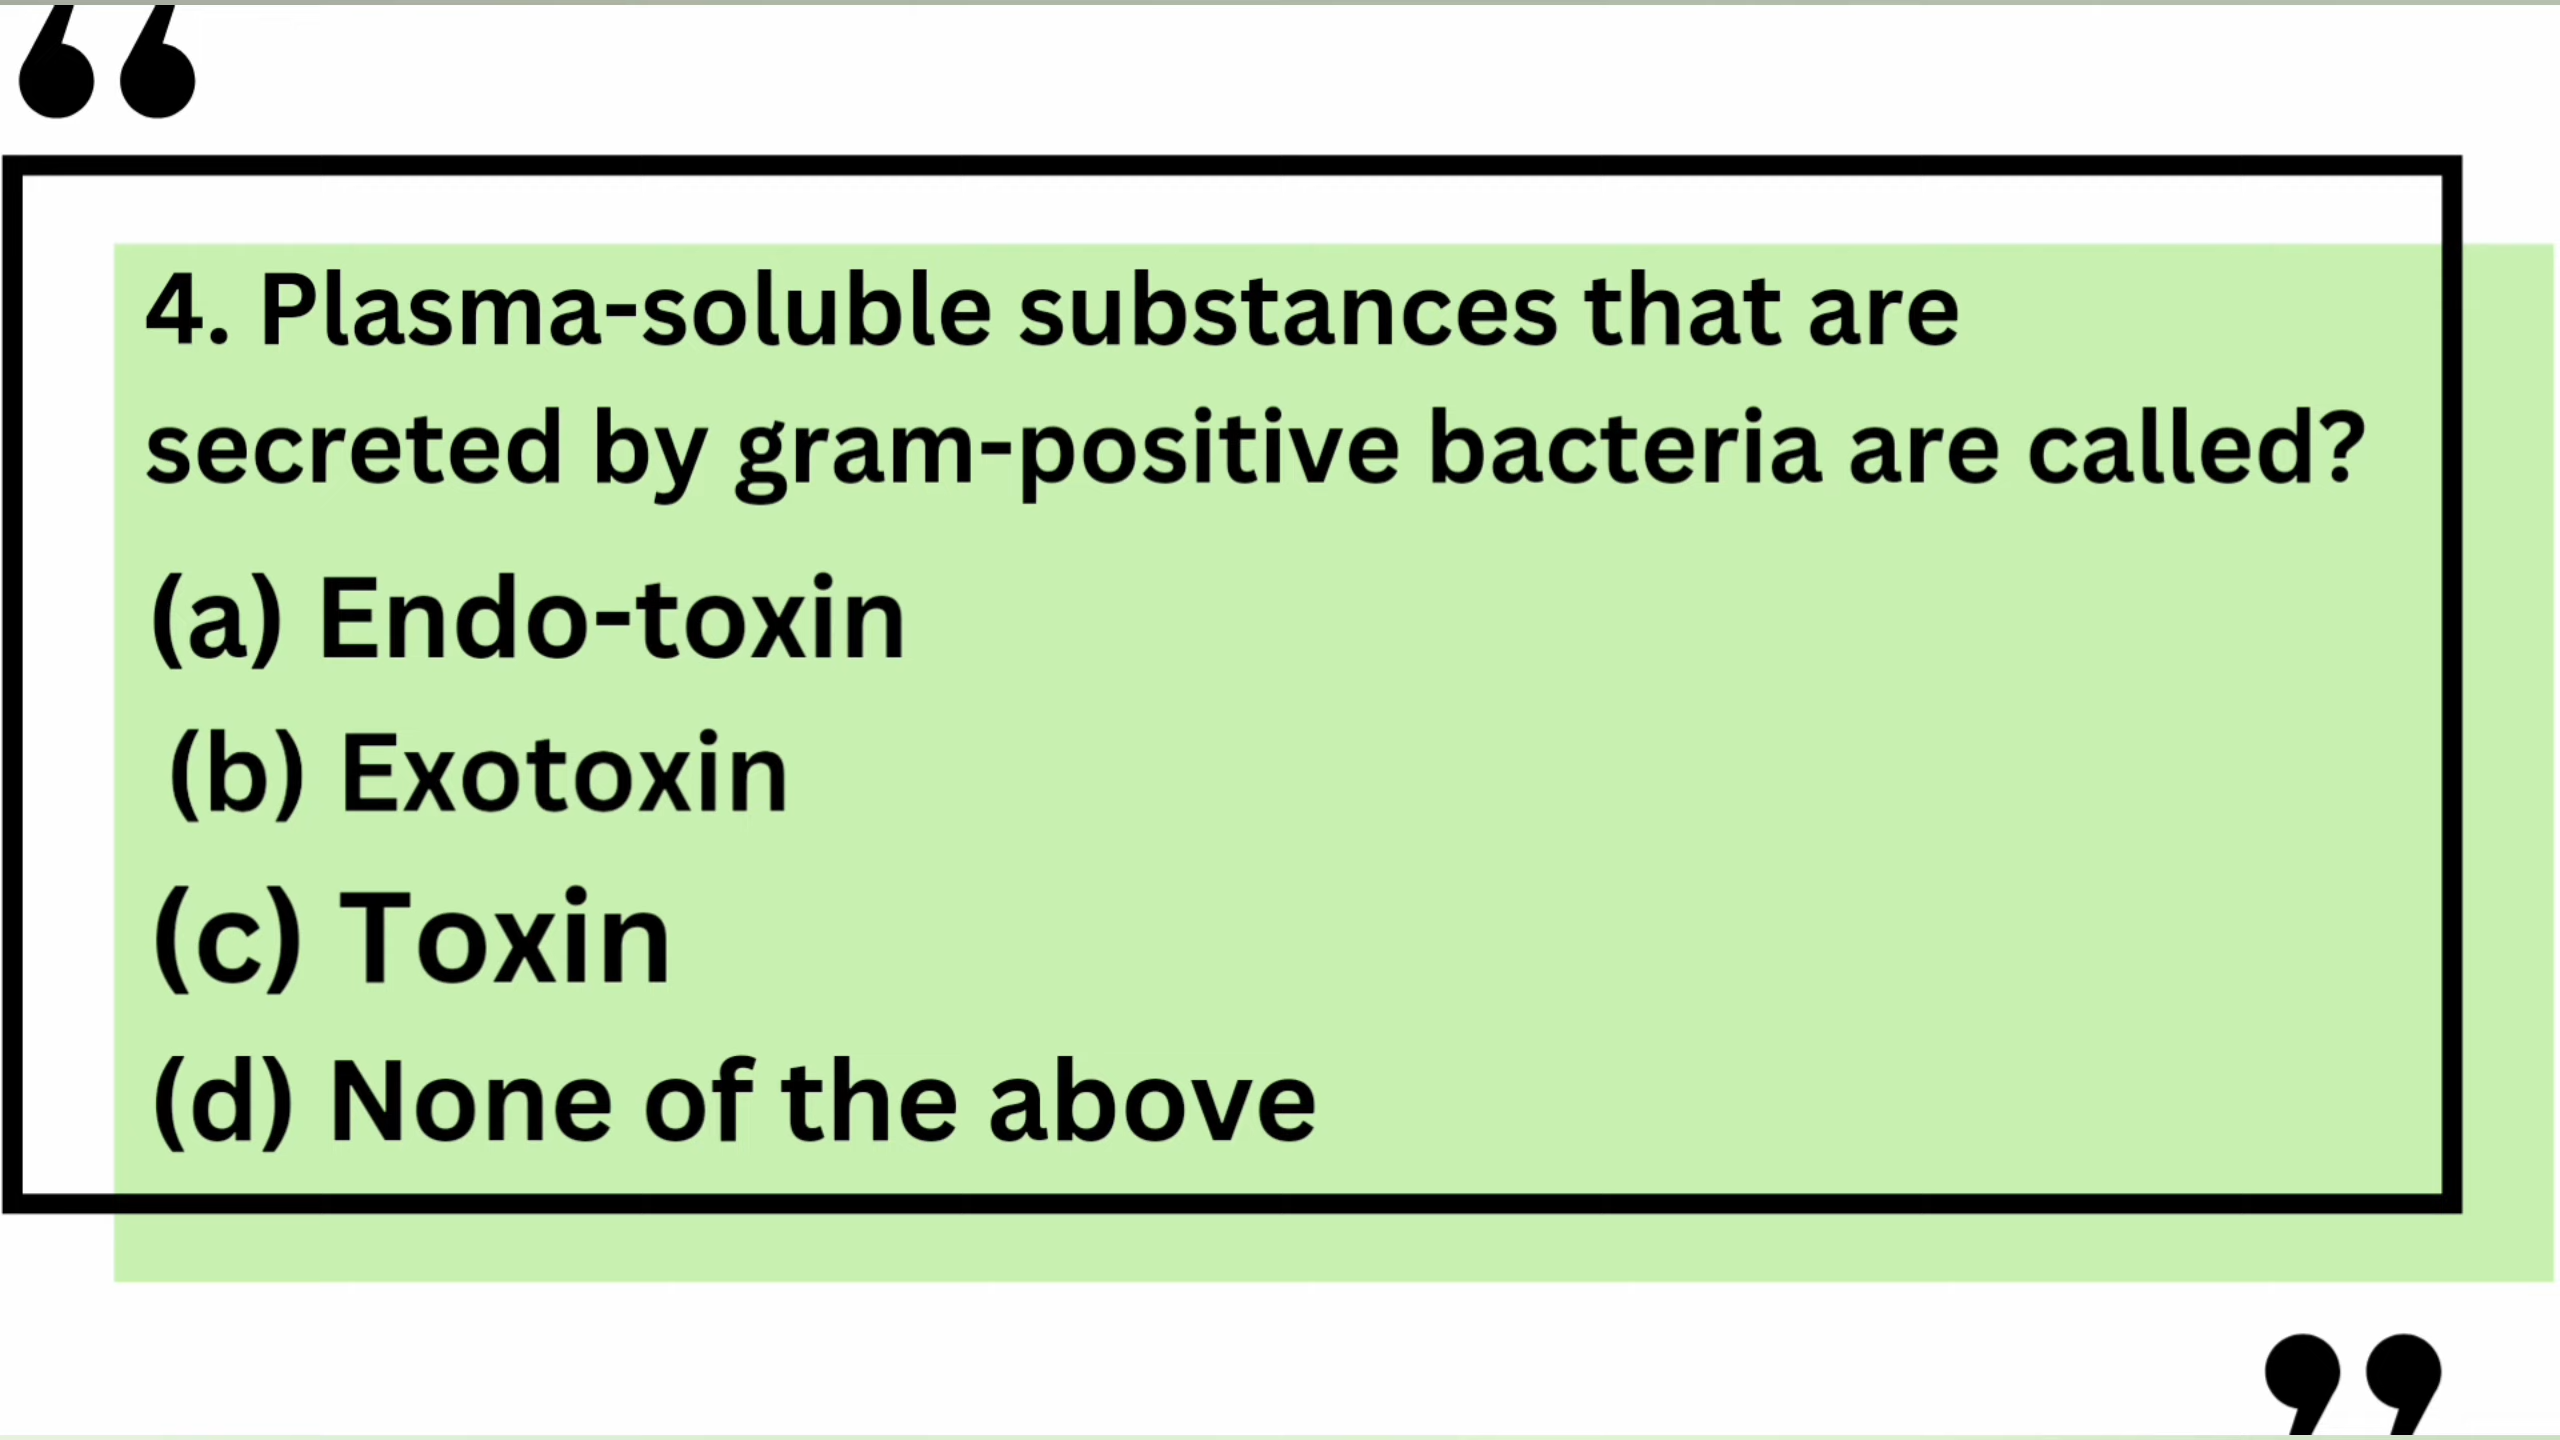 4. Plasma-soluble substances that are
secreted by gram-positive bacteria are called?
(a) Endo-toxin
(b) Exotoxin
(c) Toxin
(d) None of the above